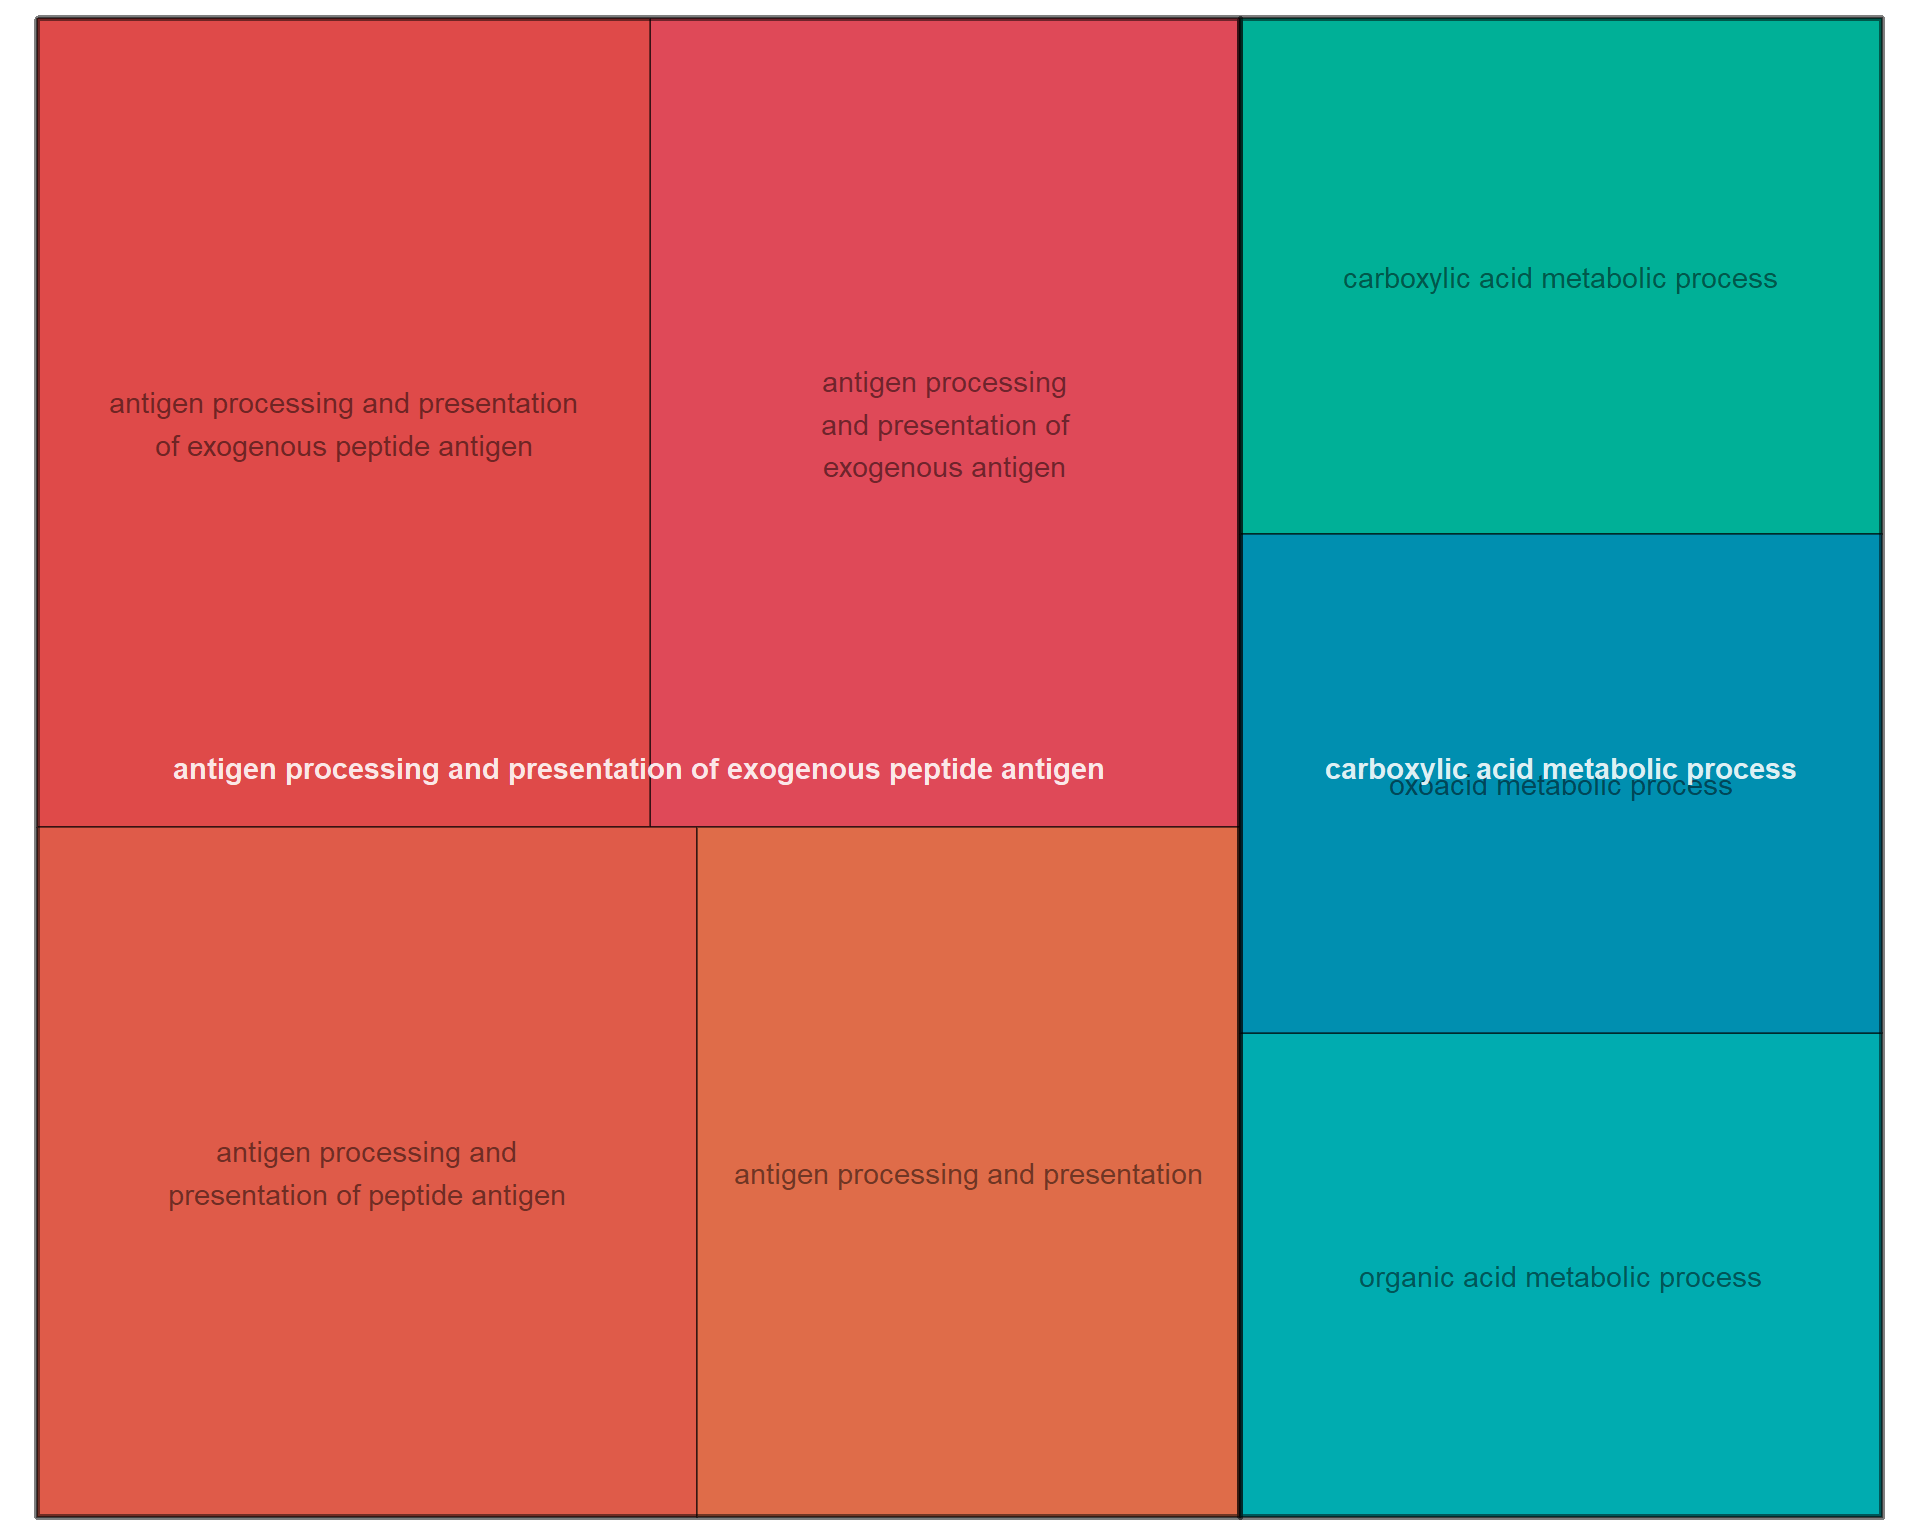 antigen processing and presentation
of exogenous peptide antigen
antigen processing
and presentation of
exogenous antigen
carboxylic acid metabolic process
antigen processing and presentation of exogenous peptide antigen
carboxylic acid metabolic process
oxoacid metabolic process
antigen processing and
presentation of peptide antigen
antigen processing and presentation
organic acid metabolic process